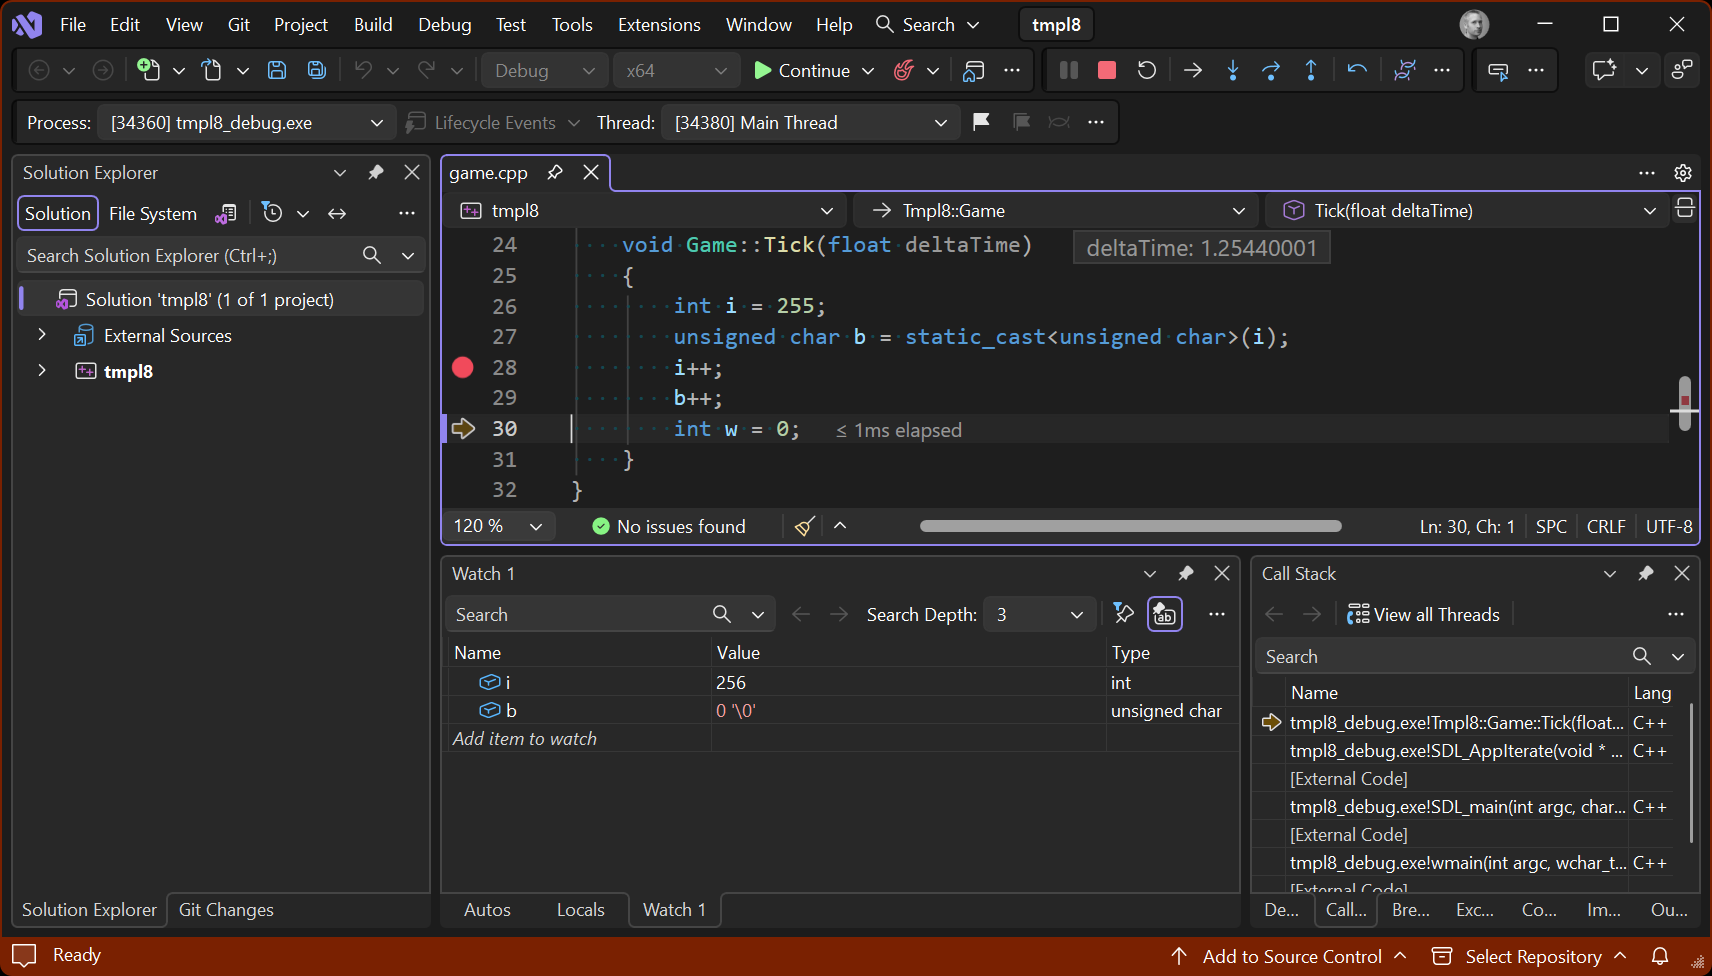 File Edit View Git Project Build Debug Test Tools Extensions Window Help Search tmpl8
Debug x64 Continue
Process: [34360] tmpl8_debug.exe Lifecycle Events Thread: [34380] Main Thread
Solution Explorer
Solution File System
Search Solution Explorer (Ctrl+;)
Solution 'tmpl8' (1 of 1 project)
External Sources
tmpl8
game.cpp
tmpl8 Tmpl8::Game Tick(float deltaTime)
24 void Game::Tick(float deltaTime) deltaTime: 1.25440001
25 {
26 int i = 255;
27 unsigned char b = static_cast<unsigned char>(i);
28 i++;
29 b++;
30 int w = 0; ≤ 1ms elapsed
31 }
32 }
120 % No issues found Ln: 30, Ch: 1 SPC CRLF UTF-8
Watch 1
Search Search Depth: 3
Name Value Type
i 256 int
b 0 '\0' unsigned char
Add item to watch
Autos Locals Watch 1
Call Stack
View all Threads
Search
Name Lang
tmpl8_debug.exe!Tmpl8::Game::Tick(float... C++
tmpl8_debug.exe!SDL_AppIterate(void * ... C++
[External Code]
tmpl8_debug.exe!SDL_main(int argc, char... C++
[External Code]
tmpl8_debug.exe!wmain(int argc, wchar_t... C++
[External Code]
De... Call... Bre... Exc... Co... Im... Ou...
Solution Explorer Git Changes
Ready Add to Source Control Select Repository